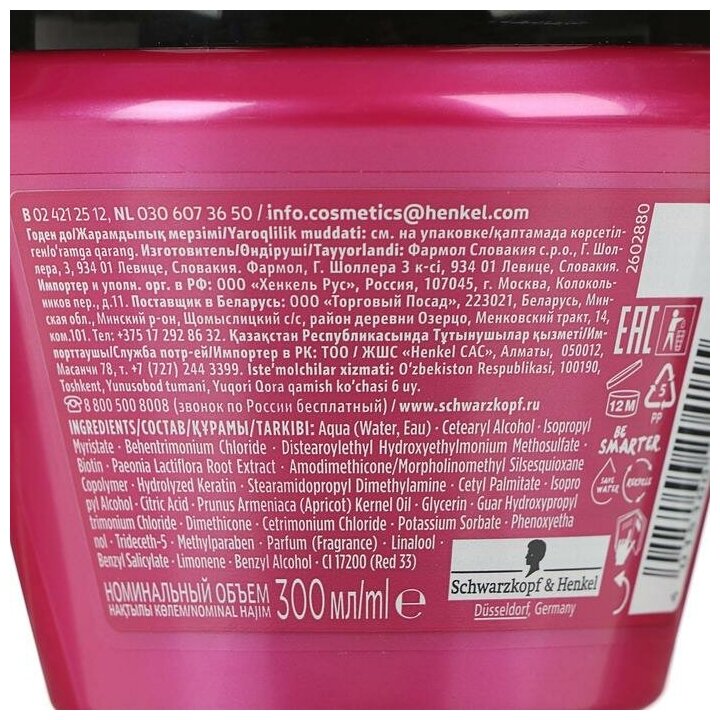 B 02 421 25 12, NL 030 607 36 50 / info.cosmetics@henkel.com
Годен до/Жарамдылық мерзімі/Yaroqlilik muddati: см. на упаковке/қаптамада көрсетіл-
ген/o'ramga qarang. Изготовитель/Өндіруші/Tayyorlandi: Фармол Словакия с.р.о., Г. Шол-
лера, 3, 934 01 Левице, Словакия. Фармол, Г. Шоллера 3 к-сі, 934 01 Левице, Словакия.
Импортер и уполн. орг. в РФ: ООО «Хенкель Рус», Россия, 107045, г. Москва, Колоколь-
ников пер., д.11. Поставщик в Беларусь: ООО "Торговый Посад", 223021, Беларусь, Мин-
ская обл., Минский р-он, Щомыслицкий с/с, район деревни Озерцо, Менковский тракт, 14,
ком.101. Тел: +375 17 292 86 32. Қазақстан Республикасында Тұтынушылар қызметі/Им-
порттаушы/Служба потр-ей/Импортер в РК: ТОО / ЖШС «Henkel САС», Алматы, 050012,
Масанчи 78, т. +7 (727) 244 3399. Iste'molchilar xizmati: O'zbekiston Respublikasi, 100190,
Toshkent, Yunusobod tumani, Yuqori Qora qamish ko'chasi 6 uy.
8 800 500 8008 (звонок по России бесплатный) / www.schwarzkopf.ru
INGREDIENTS/СОСТАВ/ҚҰРАМЫ/TARKIBI: Aqua (Water, Eau) · Cetearyl Alcohol · Isopropyl
Myristate · Behentrimonium Chloride · Distearoylethyl Hydroxyethylmonium Methosulfate ·
Biotin · Paeonia Lactiflora Root Extract · Amodimethicone/Morpholinomethyl Silsesquioxane
Copolymer · Hydrolyzed Keratin · Stearamidopropyl Dimethylamine · Cetyl Palmitate · Isopro
pyl Alcohol · Citric Acid · Prunus Armeniaca (Apricot) Kernel Oil · Glycerin · Guar Hydroxypropyl
trimonium Chloride · Dimethicone · Cetrimonium Chloride · Potassium Sorbate · Phenoxyetha
nol · Trideceth-5 · Methylparaben · Parfum (Fragrance) · Linalool ·
Benzyl Salicylate · Limonene · Benzyl Alcohol · CI 17200 (Red 33)
НОМИНАЛЬНЫЙ ОБЪЕМ
НАҚТЫЛЫ КӨЛЕМ/NOMINAL HAJIM 300 мл/ml ℮
Schwarzkopf & Henkel
Düsseldorf, Germany
2602880
EAC
12 M
5
PP
BE
SMARTER
SAVE
WATER
RECYCLE